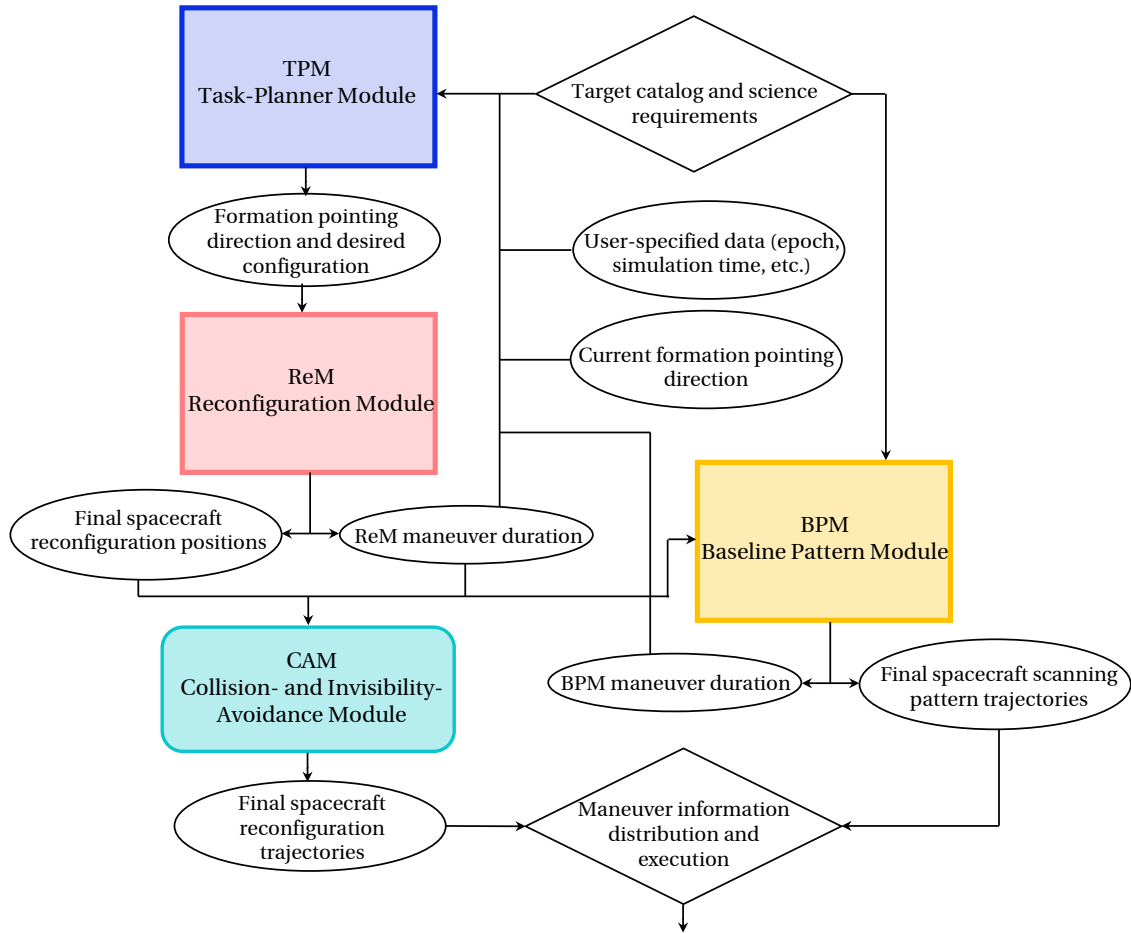 TPM
Task-Planner Module
Target catalog and science
requirements
Formation pointing
direction and desired
configuration
User-specified data (epoch,
simulation time, etc.)
Current formation pointing
direction
ReM
Reconfiguration Module
Final spacecraft
reconfiguration positions
ReM maneuver duration
BPM
Baseline Pattern Module
CAM
Collision- and Invisibility-
Avoidance Module
BPM maneuver duration
Final spacecraft scanning
pattern trajectories
Final spacecraft
reconfiguration
trajectories
Maneuver information
distribution and
execution